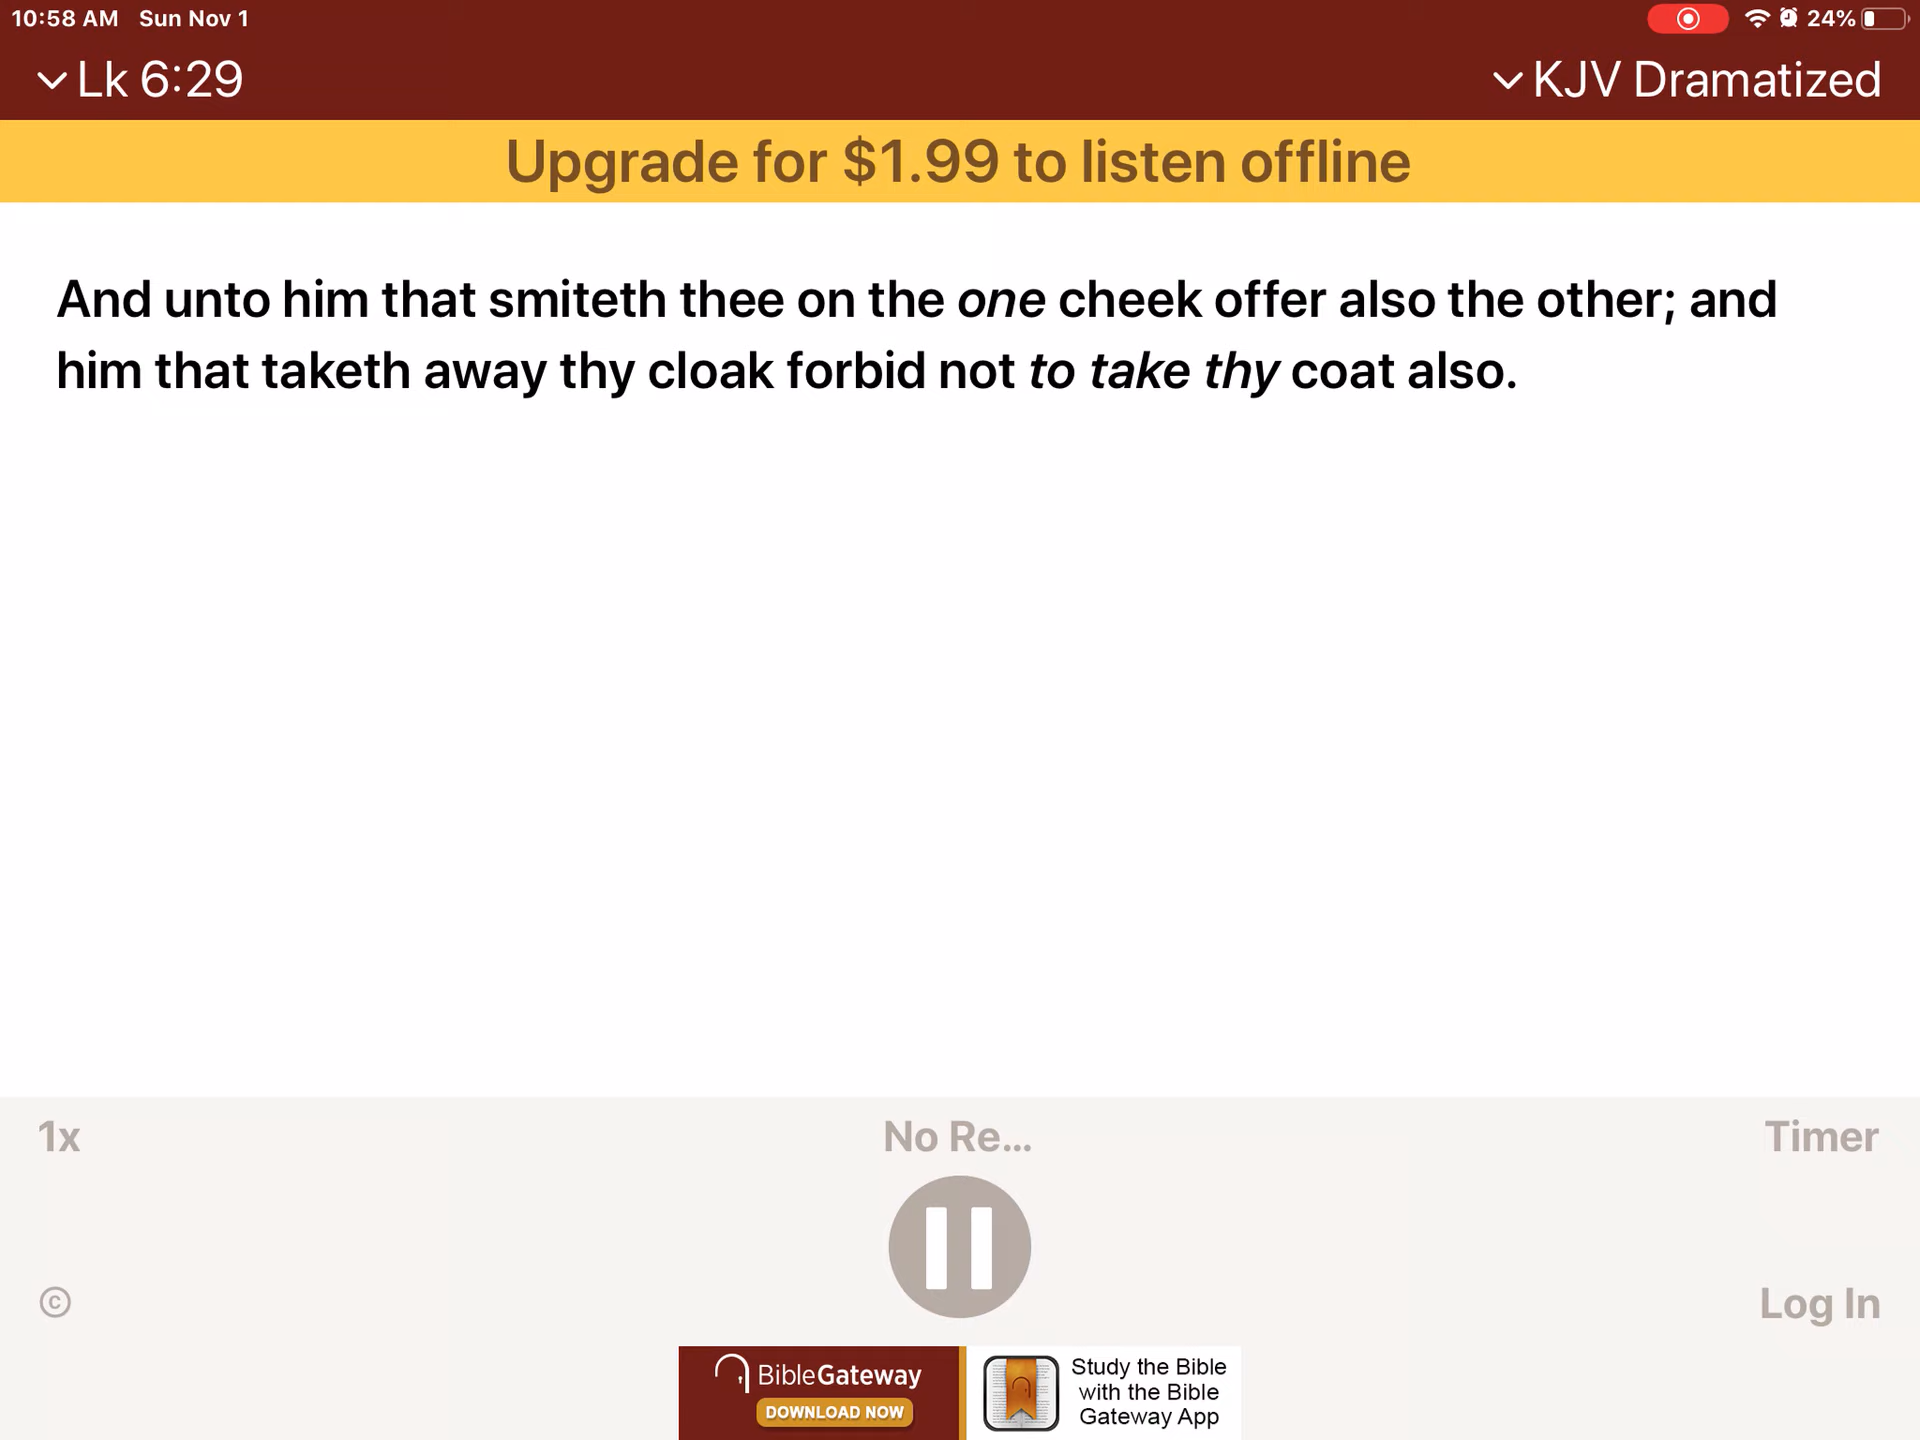 10:58 AM Sun Nov 1 24%
Lk 6:29 KJV Dramatized
Upgrade for $1.99 to listen offline
And unto him that smiteth thee on the one cheek offer also the other; and
him that taketh away thy cloak forbid not to take thy coat also.
1x No Re... Timer
© Log In
BibleGateway
DOWNLOAD NOW
Study the Bible
with the Bible
Gateway App